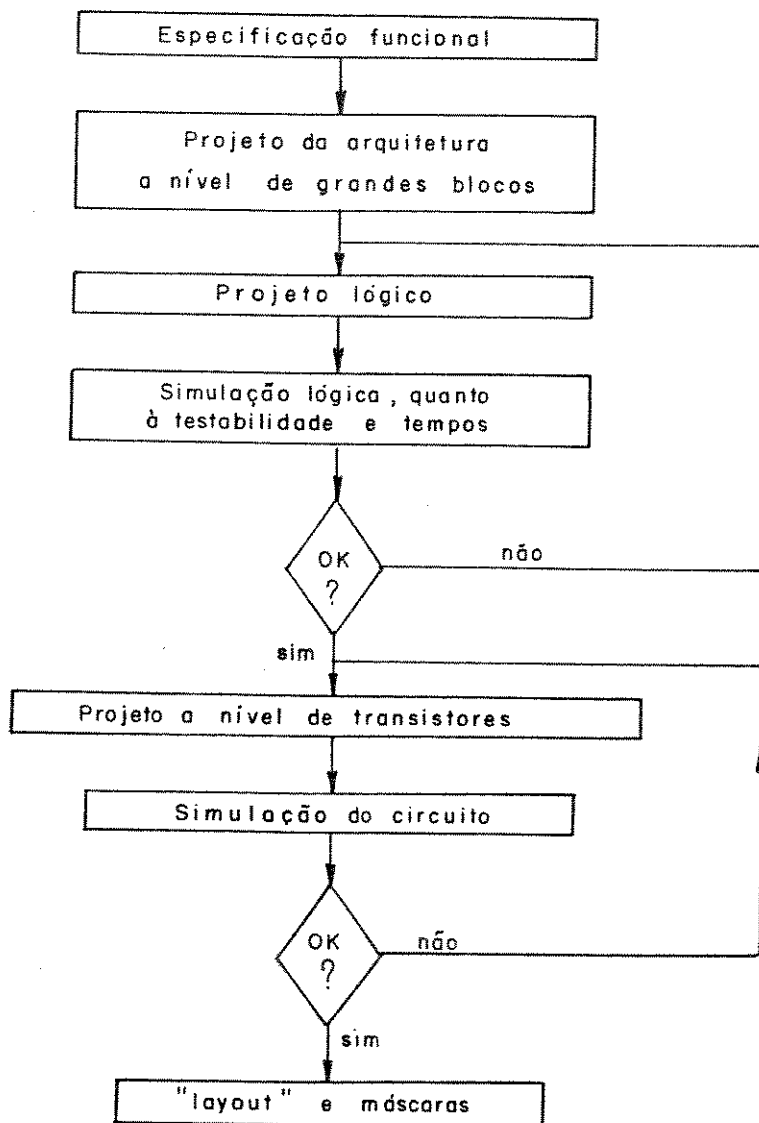 Especificação funcional
Projeto da arquitetura
a nível de grandes blocos
Projeto lógico
Simulação lógica, quanto
à testabilidade e tempos
OK
?
não
sim
Projeto a nível de transistores
Simulação do circuito
OK
?
não
sim
"layout" e máscaras